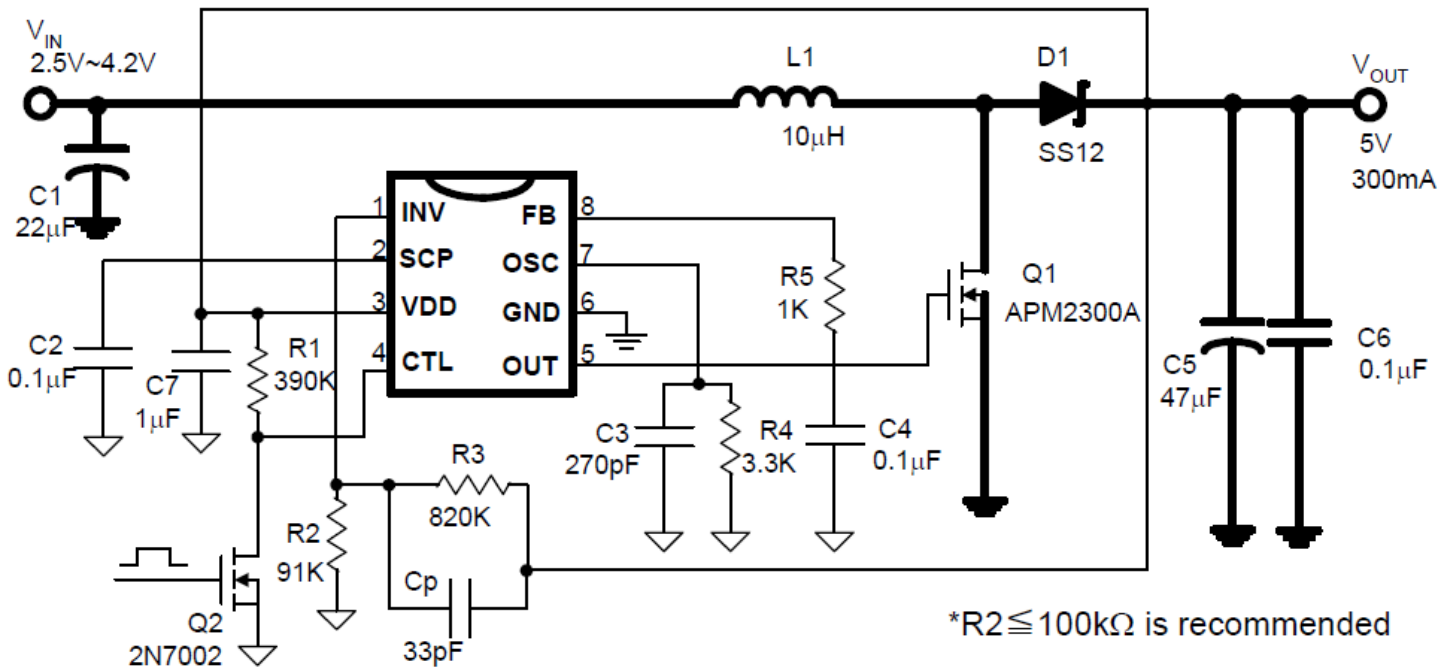 V_IN
2.5V~4.2V
L1
10μH
D1
SS12
V_OUT
5V
300mA
C1
22μF
1
INV
FB
8
2
SCP
OSC
7
3
VDD
GND
6
4
CTL
OUT
5
C2
0.1μF
C7
1μF
R1
390K
R5
1K
Q1
APM2300A
C5
47μF
C6
0.1μF
C3
270pF
R4
3.3K
C4
0.1μF
R3
820K
R2
91K
Cp
33pF
Q2
2N7002
*R2≦100kΩ is recommended